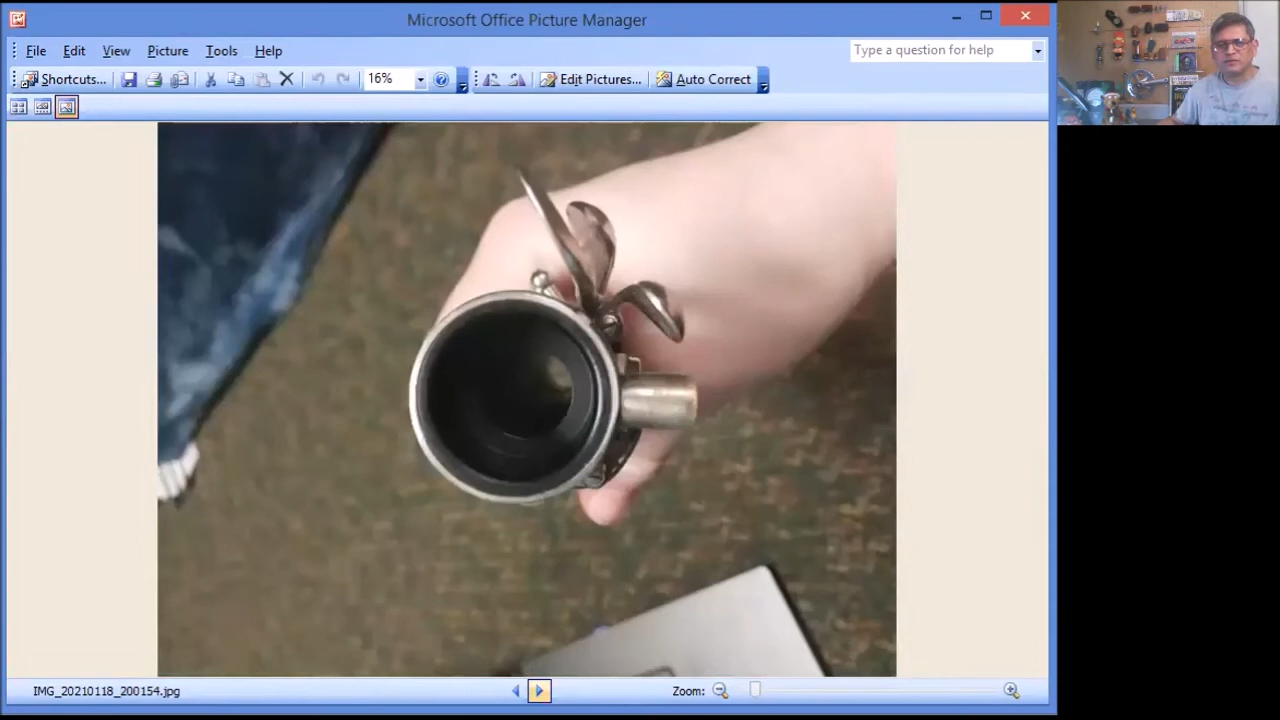 Microsoft Office Picture Manager
File Edit View Picture Tools Help
Type a question for help
Shortcuts...
16%
Edit Pictures...
Auto Correct
IMG_20210118_200154.jpg
Zoom: